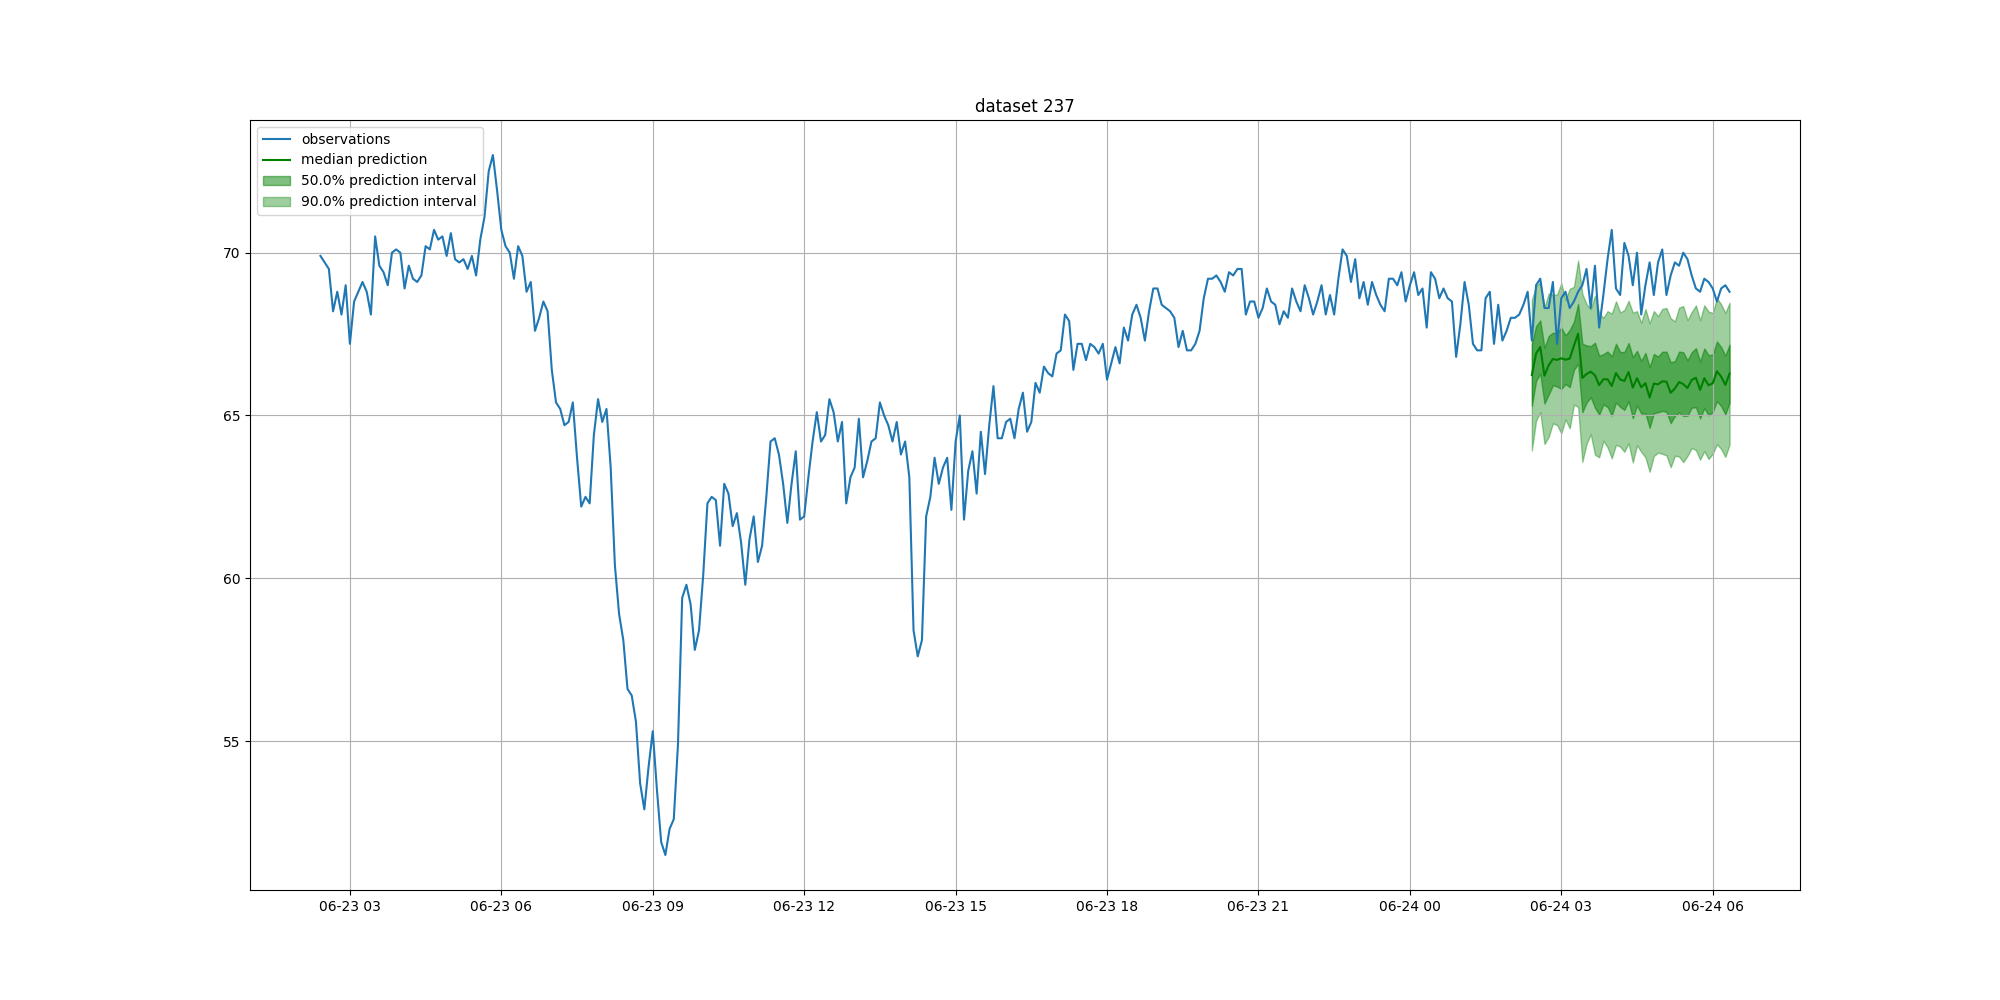 dataset 237
observations
median prediction
50.0% prediction interval
90.0% prediction interval
70
65
60
55
06-23 03
06-23 06
06-23 09
06-23 12
06-23 15
06-23 18
06-23 21
06-24 00
06-24 03
06-24 06